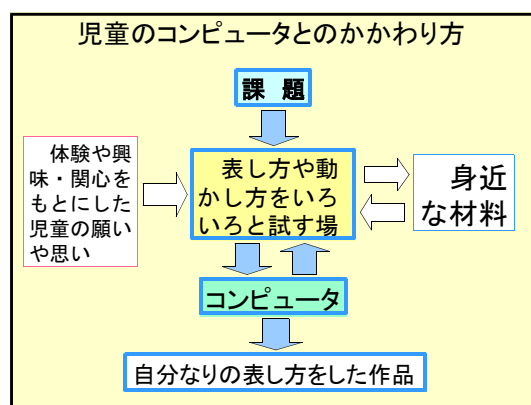 児童のコンピュータとのかかわり方
課 題
体験や興
味・関心を
もとにした
児童の願い
や思い
表し方や動
かし方をいろ
いろと試す場
身近
な材料
コンピュータ
自分なりの表し方をした作品